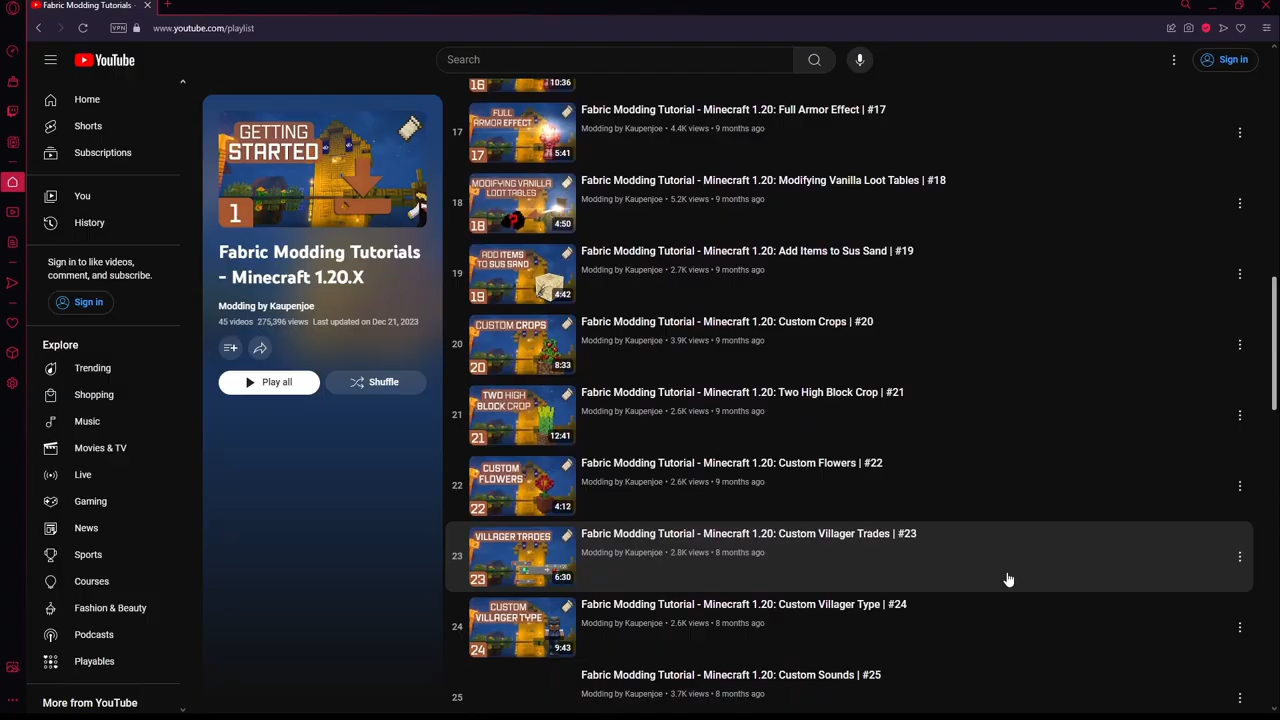 Fabric Modding Tutorials -
VPN
www.youtube.com/playlist
YouTube
Search
Sign in
Home
Shorts
Subscriptions
You
History
Sign in to like videos,
comment, and subscribe.
Sign in
Explore
Trending
Shopping
Music
Movies & TV
Live
Gaming
News
Sports
Courses
Fashion & Beauty
Podcasts
Playables
More from YouTube
GETTING
STARTED
1
Fabric Modding Tutorials
- Minecraft 1.20.X
Modding by Kaupenjoe
45 videos 275,396 views Last updated on Dec 21, 2023
Play all
Shuffle
16
10:36
17
FULL
ARMOR EFFECT
17
5:41
Fabric Modding Tutorial - Minecraft 1.20: Full Armor Effect | #17
Modding by Kaupenjoe • 4.4K views • 9 months ago
18
MODIFYING VANILLA
LOOT TABLES
18
4:50
Fabric Modding Tutorial - Minecraft 1.20: Modifying Vanilla Loot Tables | #18
Modding by Kaupenjoe • 5.2K views • 9 months ago
19
ADD ITEMS
TO SUS SAND
19
4:42
Fabric Modding Tutorial - Minecraft 1.20: Add Items to Sus Sand | #19
Modding by Kaupenjoe • 2.7K views • 9 months ago
20
CUSTOM CROPS
20
8:33
Fabric Modding Tutorial - Minecraft 1.20: Custom Crops | #20
Modding by Kaupenjoe • 3.9K views • 9 months ago
21
TWO HIGH
BLOCK CROP
21
12:41
Fabric Modding Tutorial - Minecraft 1.20: Two High Block Crop | #21
Modding by Kaupenjoe • 2.6K views • 9 months ago
22
CUSTOM
FLOWERS
22
4:12
Fabric Modding Tutorial - Minecraft 1.20: Custom Flowers | #22
Modding by Kaupenjoe • 2.6K views • 9 months ago
23
VILLAGER TRADES
23
6:30
Fabric Modding Tutorial - Minecraft 1.20: Custom Villager Trades | #23
Modding by Kaupenjoe • 2.8K views • 8 months ago
24
CUSTOM
VILLAGER TYPE
24
9:43
Fabric Modding Tutorial - Minecraft 1.20: Custom Villager Type | #24
Modding by Kaupenjoe • 2.6K views • 8 months ago
25
Fabric Modding Tutorial - Minecraft 1.20: Custom Sounds | #25
Modding by Kaupenjoe • 3.7K views • 8 months ago